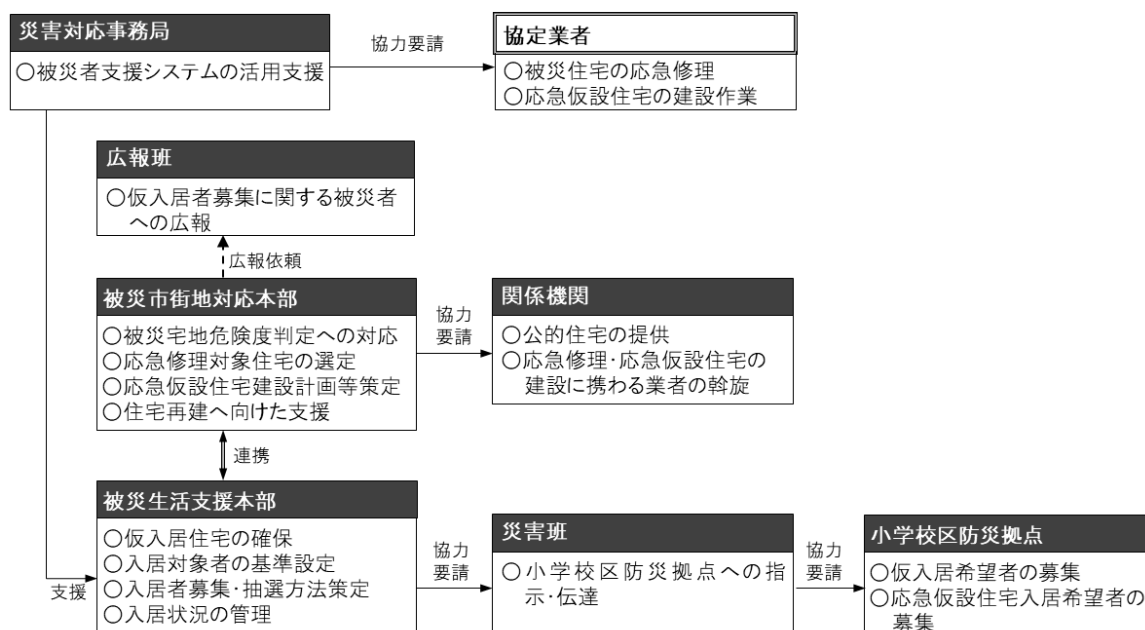 災害対応事務局
○被災者支援システムの活用支援
協力要請
協定業者
○被災住宅の応急修理
○応急仮設住宅の建設作業
広報班
○仮入居者募集に関する被災者
への広報
広報依頼
被災市街地対応本部
○被災宅地危険度判定への対応
○応急修理対象住宅の選定
○応急仮設住宅建設計画等策定
○住宅再建へ向けた支援
協力
要請
関係機関
○公的住宅の提供
○応急修理・応急仮設住宅の
建設に携わる業者の斡旋
連携
被災生活支援本部
○仮入居住宅の確保
○入居対象者の基準設定
○入居者募集・抽選方法策定
○入居状況の管理
支援
協力
要請
災害班
○小学校区防災拠点への指
示・伝達
協力
要請
小学校区防災拠点
○仮入居希望者の募集
○応急仮設住宅入居希望者の
募集